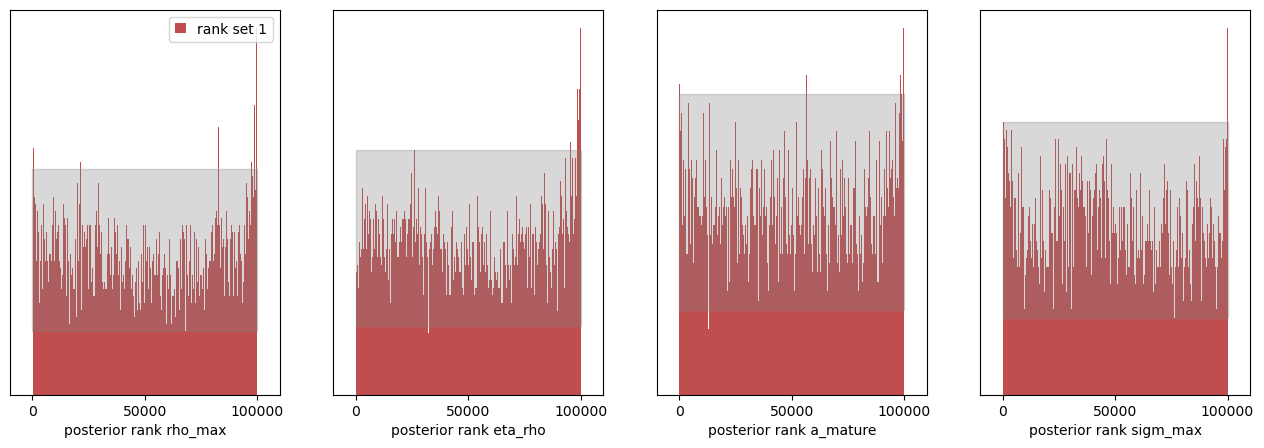 rank set 1
0 50000 100000 0 50000 100000 0 50000 100000 0 50000 100000
posterior rank rho_max posterior rank eta_rho posterior rank a_mature posterior rank sigm_max